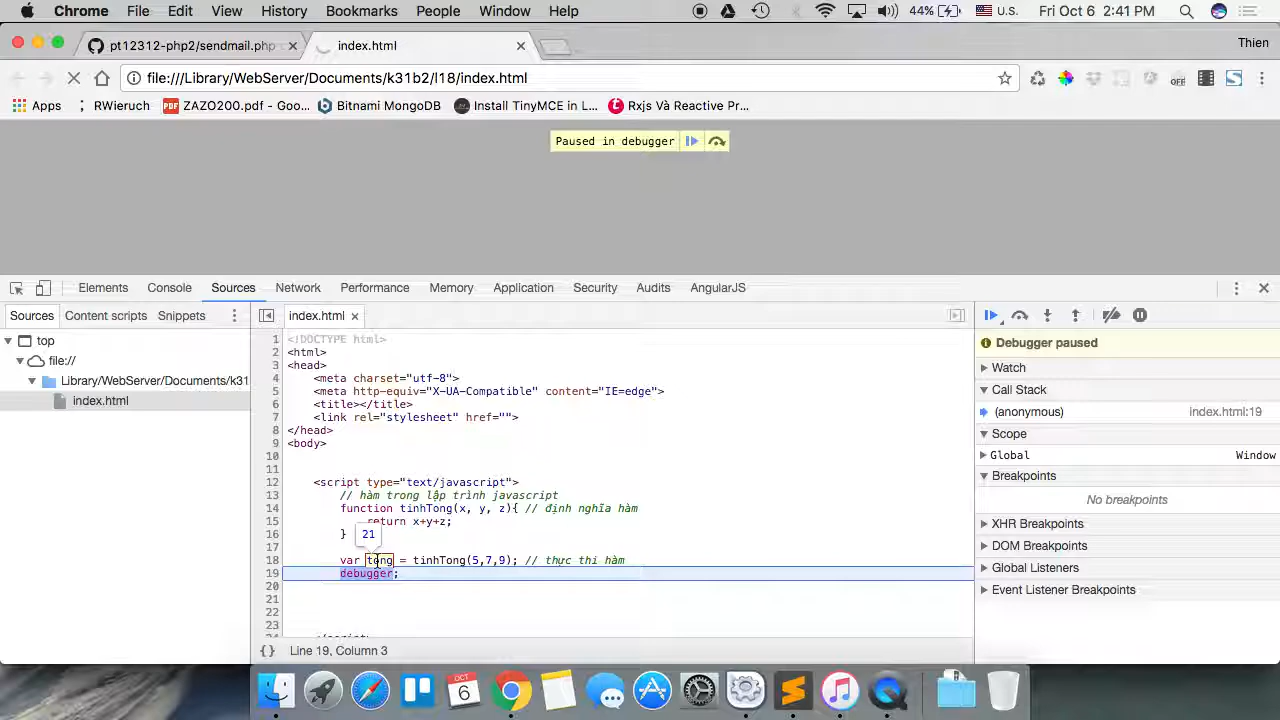 Chrome File Edit View History Bookmarks People Window Help 44% U.S. Fri Oct 6 2:41 PM
pt12312-php2/sendmail.php × index.html × Thien
file:///Library/WebServer/Documents/k31b2/l18/index.html OFF
Apps RWieruch PDF ZAZO200.pdf - Goo... Bitnami MongoDB Install TinyMCE in L... Rxjs Và Reactive Pr...
Paused in debugger
Elements Console Sources Network Performance Memory Application Security Audits AngularJS
Sources Content scripts Snippets index.html ×
top
file://
Library/WebServer/Documents/k31
index.html
1 <!DOCTYPE html>
2 <html>
3 <head>
4 <meta charset="utf-8">
5 <meta http-equiv="X-UA-Compatible" content="IE=edge">
6 <title></title>
7 <link rel="stylesheet" href="">
8 </head>
9 <body>
10
11
12 <script type="text/javascript">
13 // hàm trong lập trình javascript
14 function tinhTong(x, y, z){ // định nghĩa hàm
15 return x+y+z;
16 }
21
17
18 var tong = tinhTong(5,7,9); // thực thi hàm
19 debugger;
20
21
22
23
{} Line 19, Column 3
Debugger paused
Watch
Call Stack
(anonymous) index.html:19
Scope
Global Window
Breakpoints
No breakpoints
XHR Breakpoints
DOM Breakpoints
Global Listeners
Event Listener Breakpoints
OCT
6